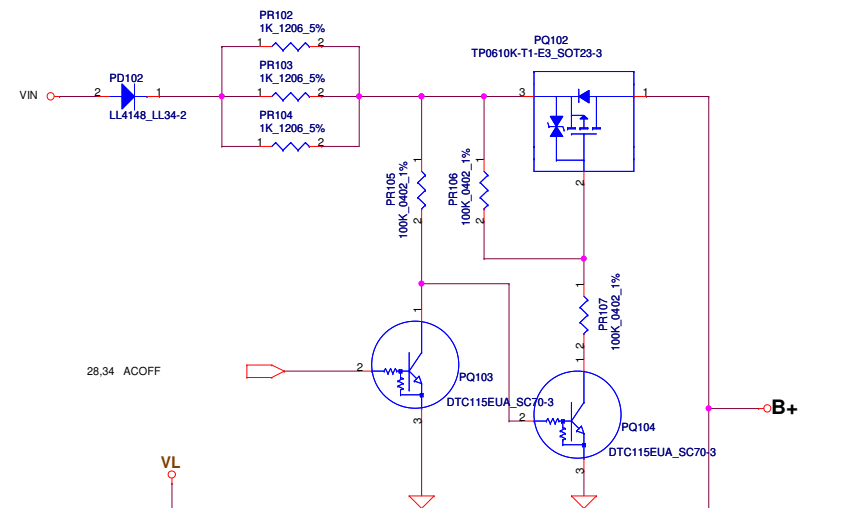 PR102
1K_1206_5%
1 2
PR103
1K_1206_5%
1 2
PR104
1K_1206_5%
1 2
VIN
2 PD102 1
LL4148_LL34-2
PQ102
TP0610K-T1-E3_SOT23-3
3 1
2
PR105
100K_0402_1%
1 2
PR106
100K_0402_1%
1 2
PR107
100K_0402_1%
1 2
28,34 ACOFF
1
2
3
PQ103
DTC115EUA_SC70-3
1
2
3
PQ104
DTC115EUA_SC70-3
B+
VL